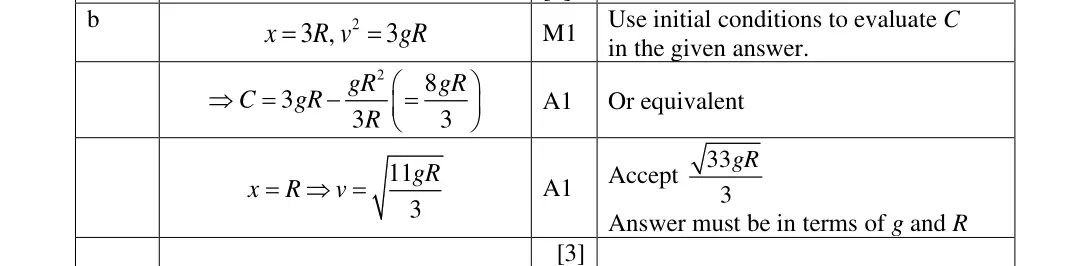 b
x = 3R, v² = 3gR
M1
Use initial conditions to evaluate C
in the given answer.
⇒ C = 3gR − gR²/3R (= 8gR/3)
A1
Or equivalent
x = R ⇒ v = √(11gR/3)
A1
Accept √33gR/3
Answer must be in terms of g and R
[3]